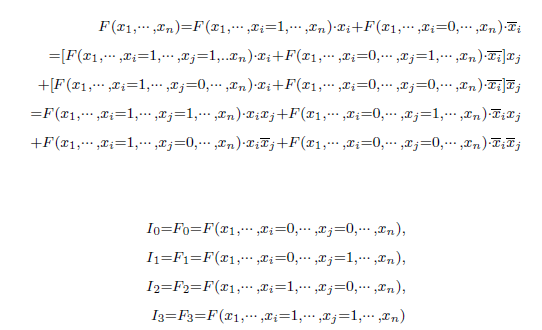 F(x₁,⋯,xₙ)=F(x₁,⋯,xᵢ=1,⋯,xₙ)·xᵢ+F(x₁,⋯,xᵢ=0,⋯,xₙ)·x̅ᵢ
=[F(x₁,⋯,xᵢ=1,⋯,xⱼ=1,..xₙ)·xᵢ+F(x₁,⋯,xᵢ=0,⋯,xⱼ=1,⋯,xₙ)·x̅ᵢ]xⱼ
+[F(x₁,⋯,xᵢ=1,⋯,xⱼ=0,⋯,xₙ)·xᵢ+F(x₁,⋯,xᵢ=0,⋯,xⱼ=0,⋯,xₙ)·x̅ᵢ]x̅ⱼ
=F(x₁,⋯,xᵢ=1,⋯,xⱼ=1,⋯,xₙ)·xᵢxⱼ+F(x₁,⋯,xᵢ=0,⋯,xⱼ=1,⋯,xₙ)·x̅ᵢxⱼ
+F(x₁,⋯,xᵢ=1,⋯,xⱼ=0,⋯,xₙ)·xᵢx̅ⱼ+F(x₁,⋯,xᵢ=0,⋯,xⱼ=0,⋯,xₙ)·x̅ᵢx̅ⱼ
I₀=F₀=F(x₁,⋯,xᵢ=0,⋯,xⱼ=0,⋯,xₙ),
I₁=F₁=F(x₁,⋯,xᵢ=0,⋯,xⱼ=1,⋯,xₙ),
I₂=F₂=F(x₁,⋯,xᵢ=1,⋯,xⱼ=0,⋯,xₙ),
I₃=F₃=F(x₁,⋯,xᵢ=1,⋯,xⱼ=1,⋯,xₙ)